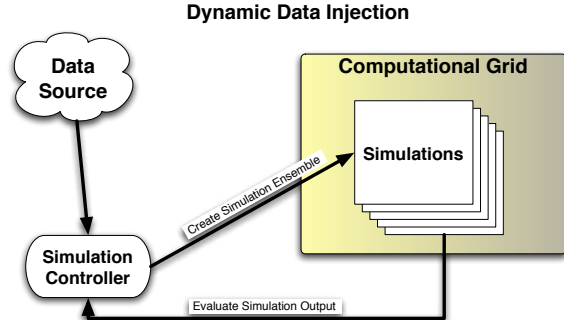 Dynamic Data Injection
Data
Source
Computational Grid
Simulations
Create Simulation Ensemble
Simulation
Controller
Evaluate Simulation Output